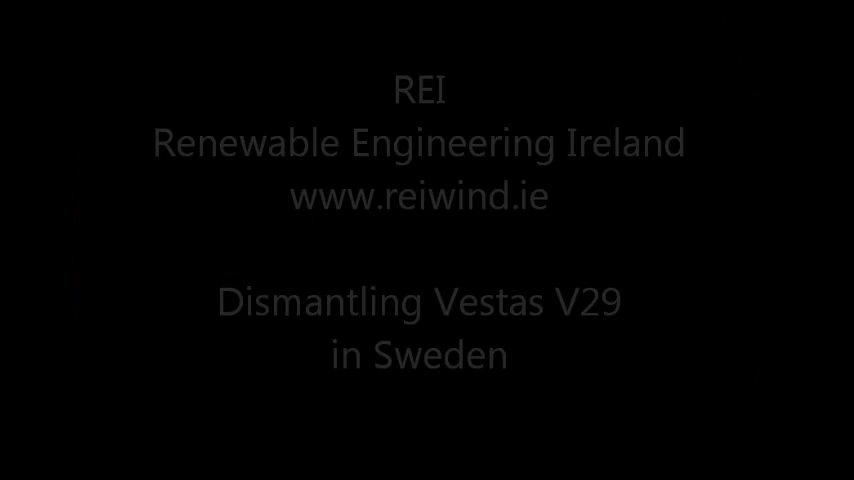 REI
Renewable Engineering Ireland
www.reiwind.ie
Dismantling Vestas V29
in Sweden